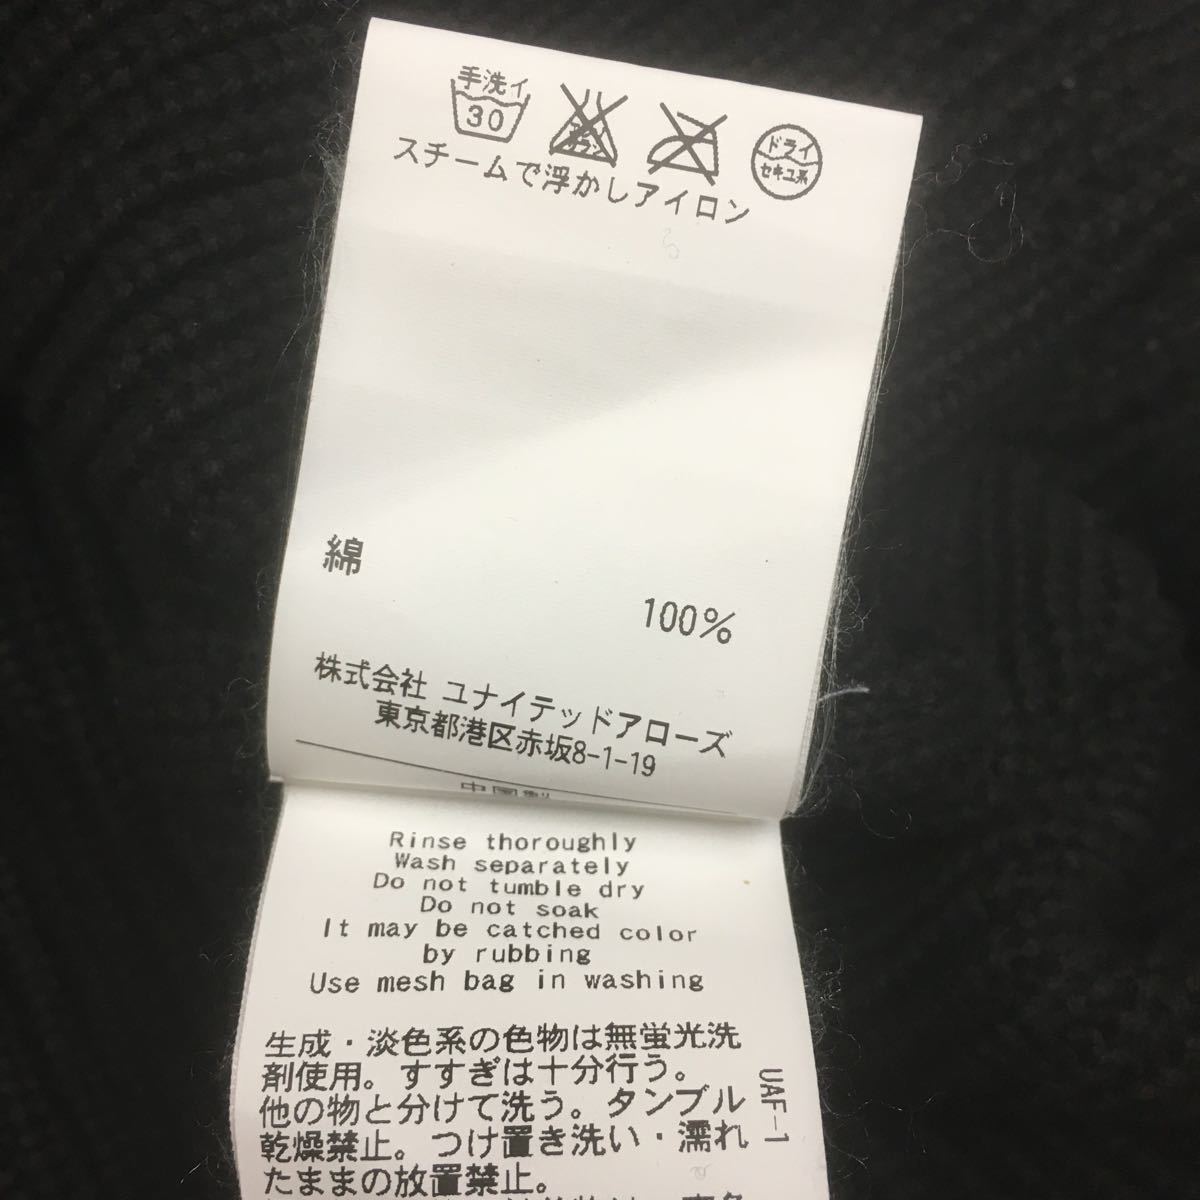 手洗イ
30
ドライ
セキユ系
スチームで浮かしアイロン
綿
100%
株式会社 ユナイテッドアローズ
東京都港区赤坂8-1-19
中国製
Rinse thoroughly
Wash separately
Do not tumble dry
Do not soak
It may be catched color
by rubbing
Use mesh bag in washing
生成・淡色系の色物は無蛍光洗
剤使用。すすぎは十分行う。
他の物と分けて洗う。タンブル
乾燥禁止。つけ置き洗い・濡れ
たままの放置禁止。
UAF-1